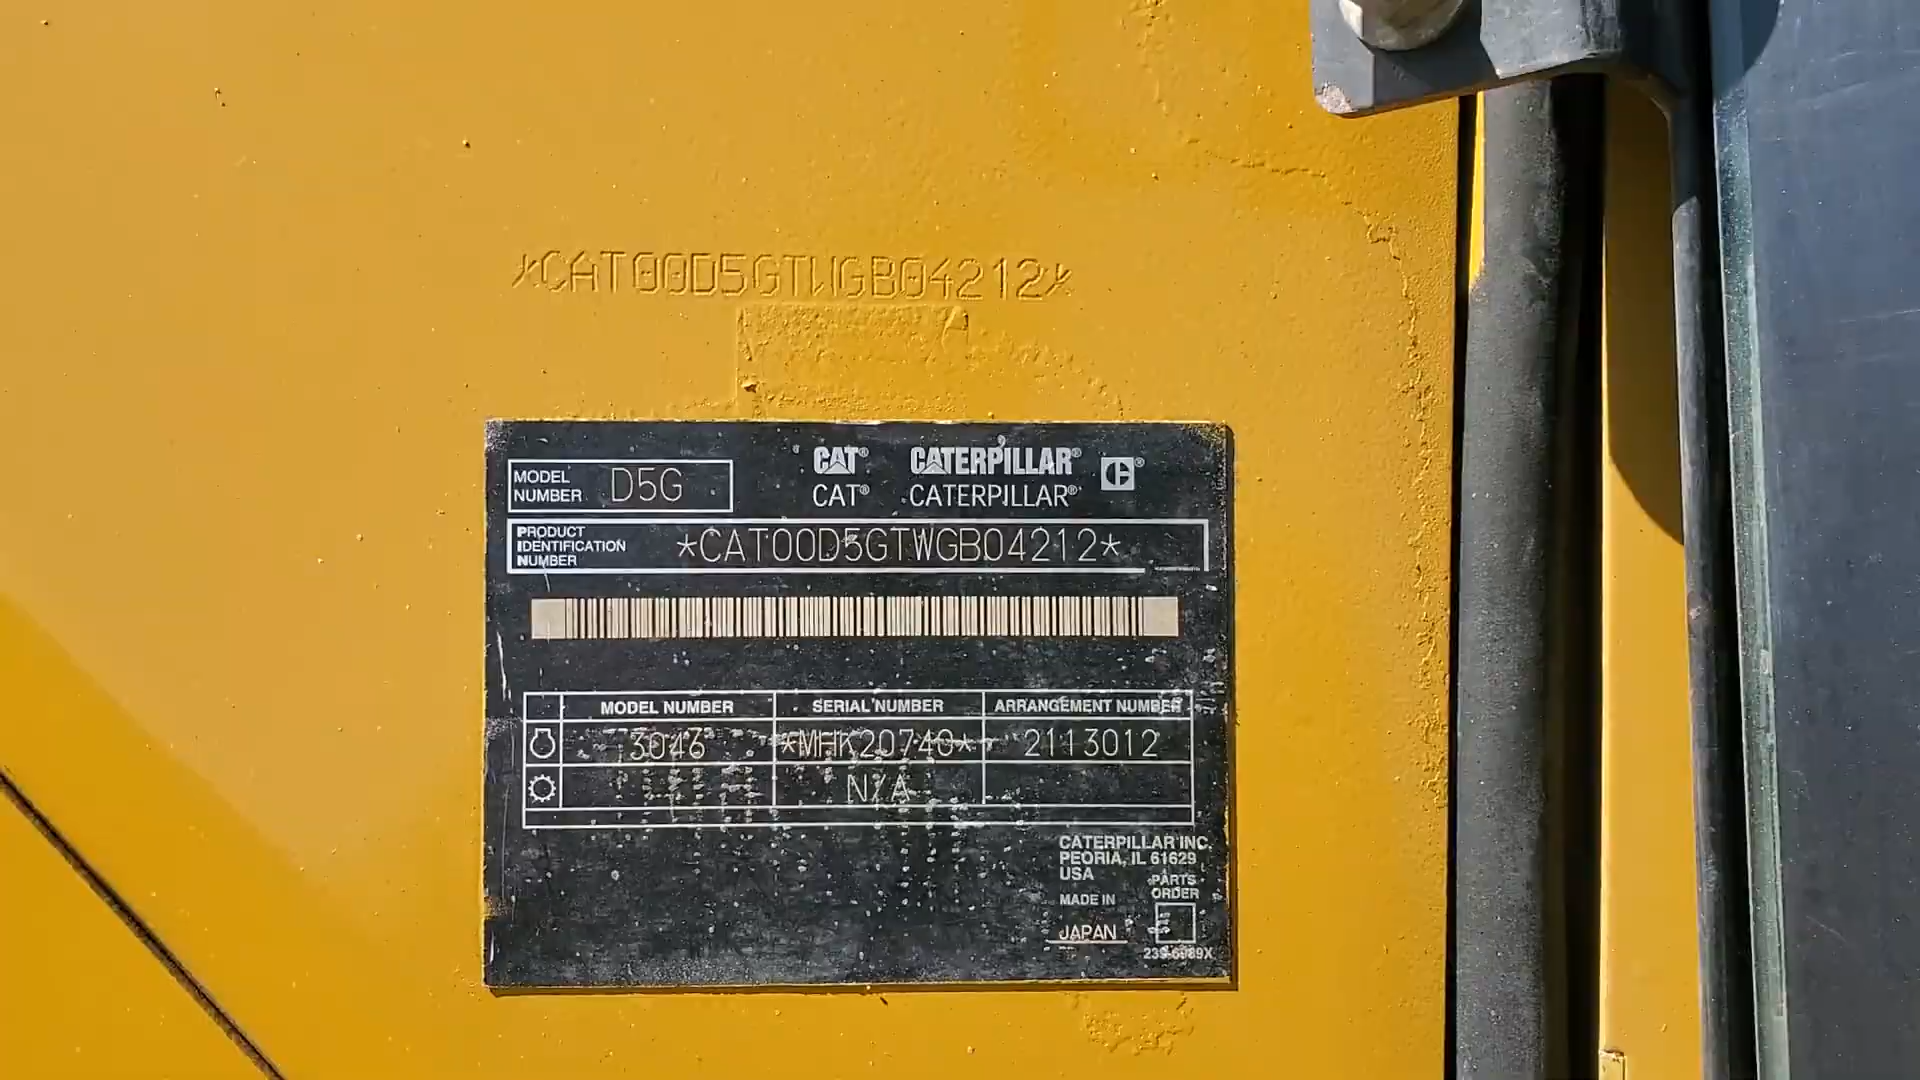 *CAT00D5GTWGB04212*
CAT® CATERPILLAR®
MODEL NUMBER D5G CAT® CATERPILLAR®
PRODUCT IDENTIFICATION NUMBER *CAT00D5GTWGB04212*
MODEL NUMBER SERIAL NUMBER ARRANGEMENT NUMBER
3046 *MHK20740* 2113012
N/A
CATERPILLAR INC.
PEORIA, IL 61629
USA
PARTS ORDER
MADE IN
JAPAN
239-6989X